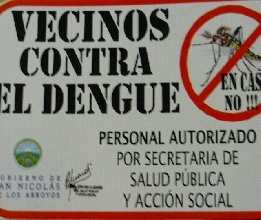 VECINOS
CONTRA
EL DENGUE
EN CAS
NO !!!
PERSONAL AUTORIZADO
POR SECRETARIA DE
SALUD PÚBLICA
Y ACCIÓN SOCIAL
GOBIERNO DE
SAN NICOLÁS
DE LOS ARROYOS